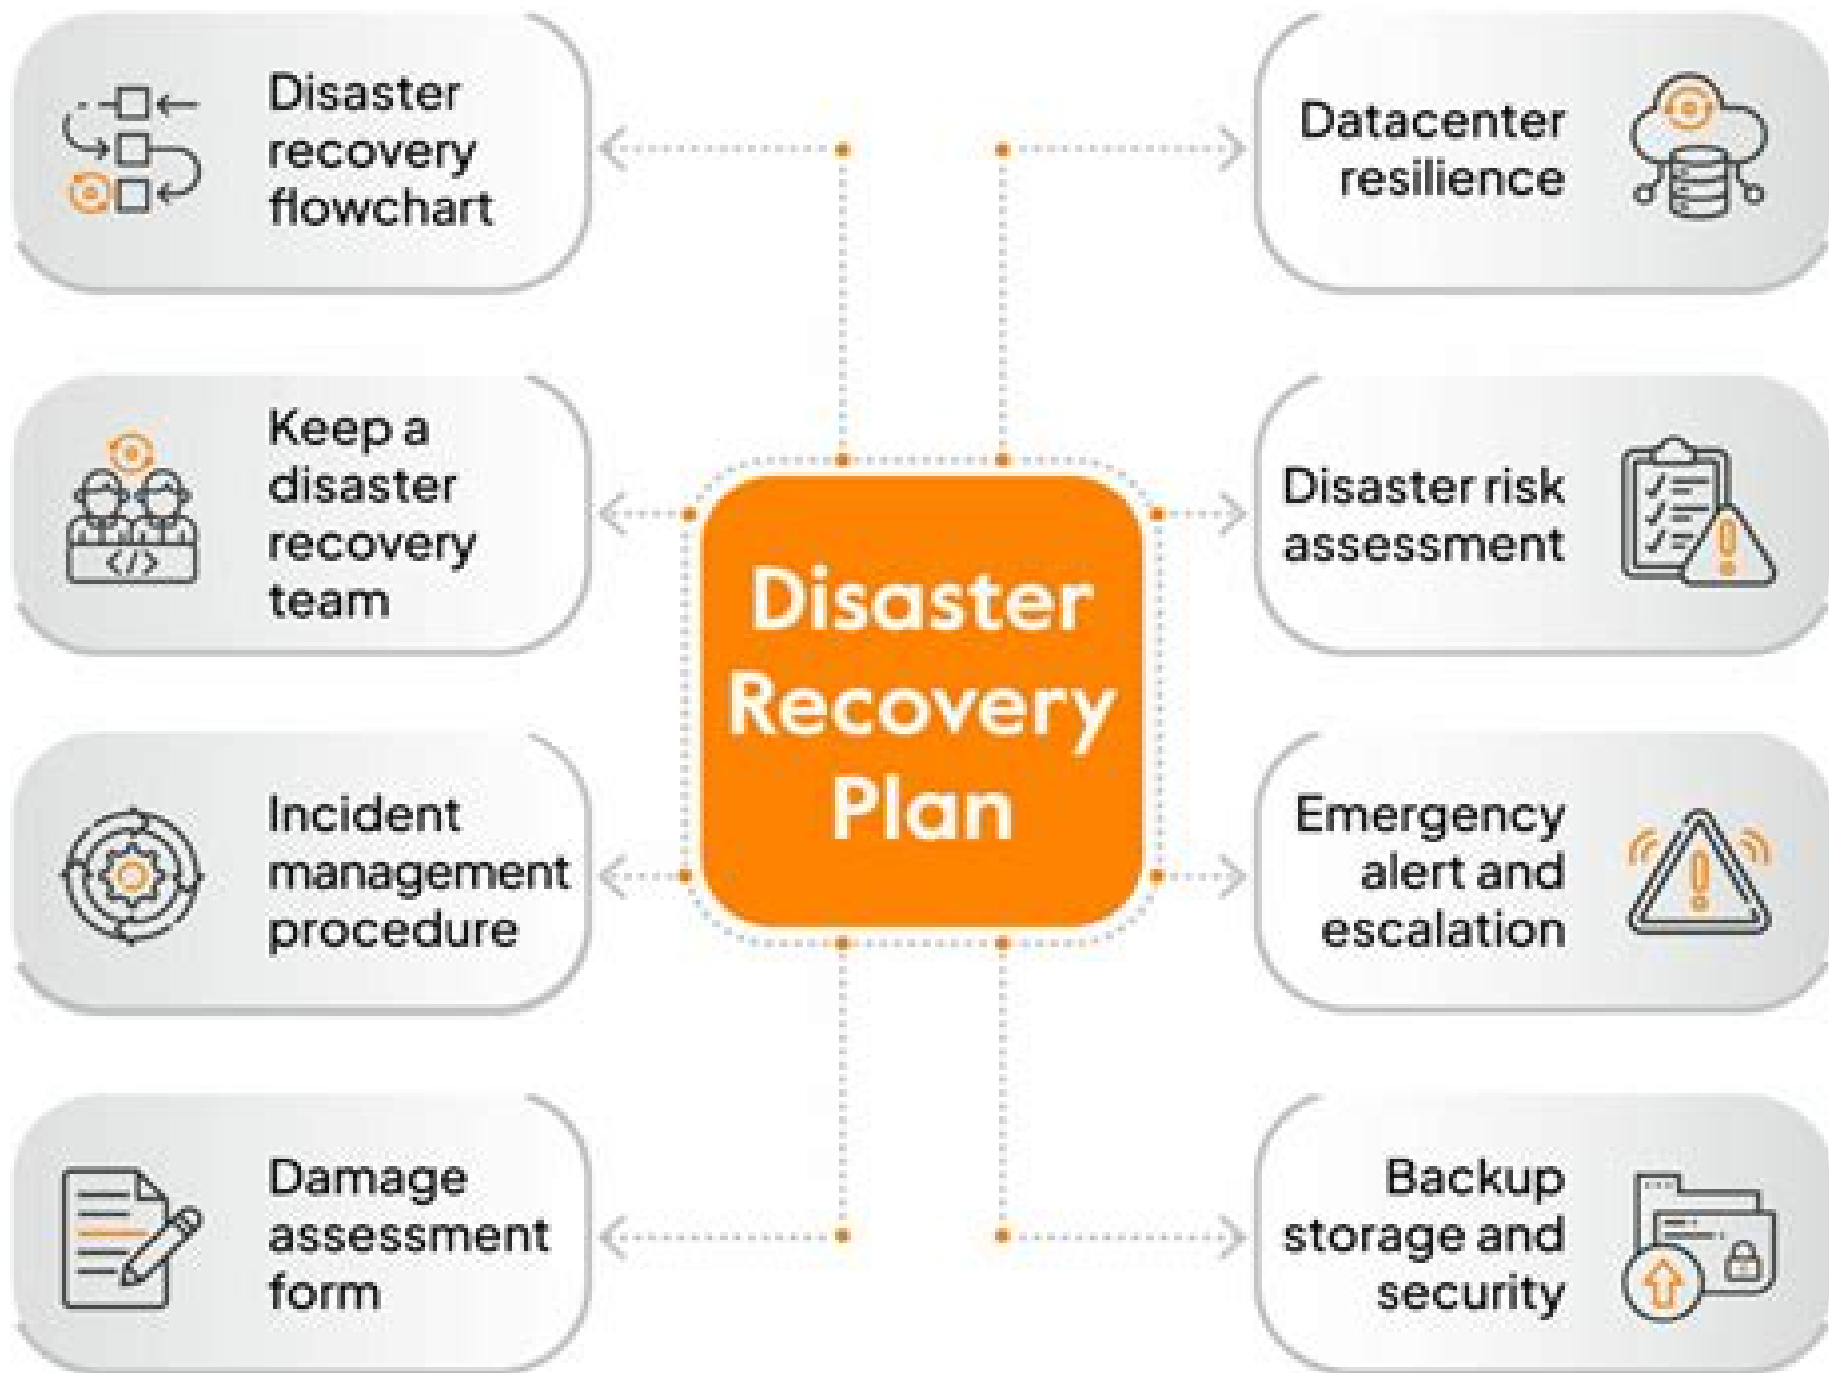 Disaster
recovery
flowchart
Keep a
disaster
recovery
team
Incident
management
procedure
Damage
assessment
form
Disaster
Recovery
Plan
Datacenter
resilience
Disaster risk
assessment
Emergency
alert and
escalation
Backup
storage and
security